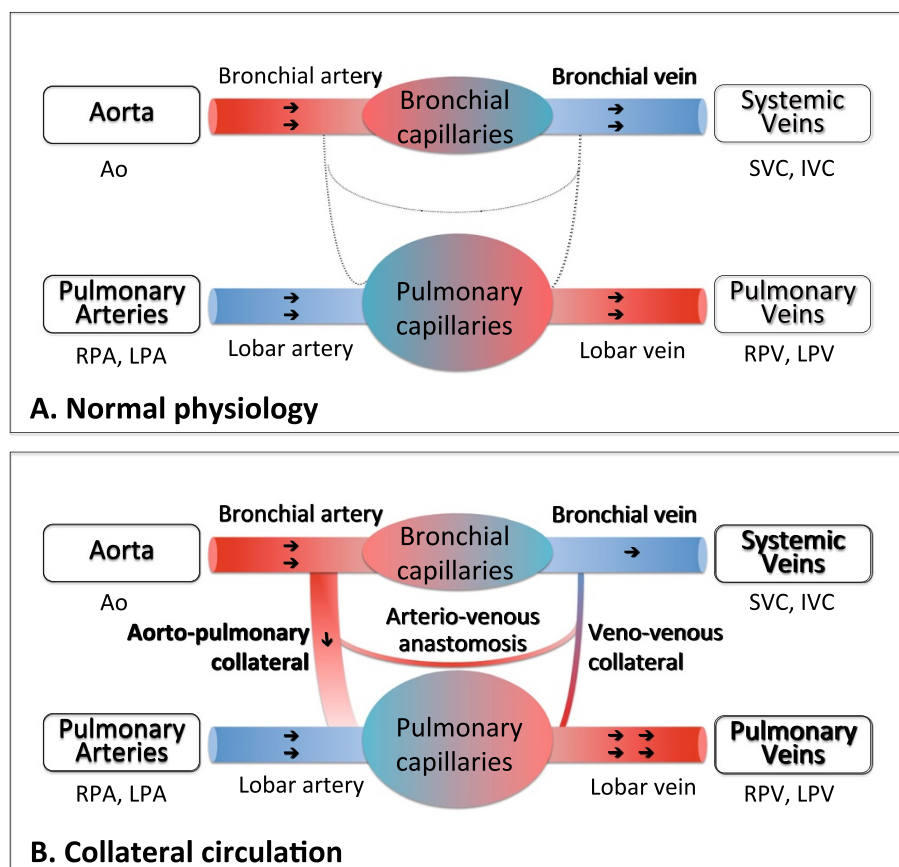 Bronchial artery
Bronchial vein
Aorta
Bronchial
capillaries
Systemic
Veins
Ao
SVC, IVC
Pulmonary
Arteries
Pulmonary
capillaries
Pulmonary
Veins
RPA, LPA
Lobar artery
Lobar vein
RPV, LPV
A. Normal physiology
Bronchial artery
Bronchial vein
Aorta
Bronchial
capillaries
Systemic
Veins
Ao
SVC, IVC
Aorto-pulmonary
collateral
Arterio-venous
anastomosis
Veno-venous
collateral
Pulmonary
Arteries
Pulmonary
capillaries
Pulmonary
Veins
RPA, LPA
Lobar artery
Lobar vein
RPV, LPV
B. Collateral circulation